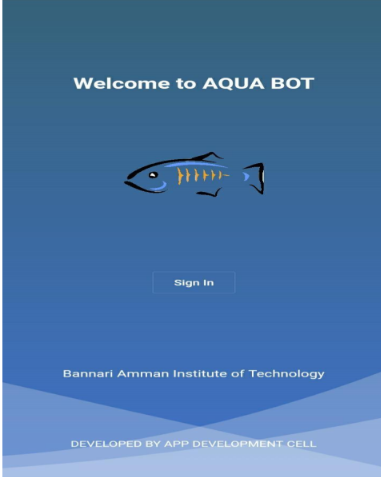 Welcome to AQUA BOT
Sign In
Bannari Amman Institute of Technology
DEVELOPED BY APP DEVELOPMENT CELL